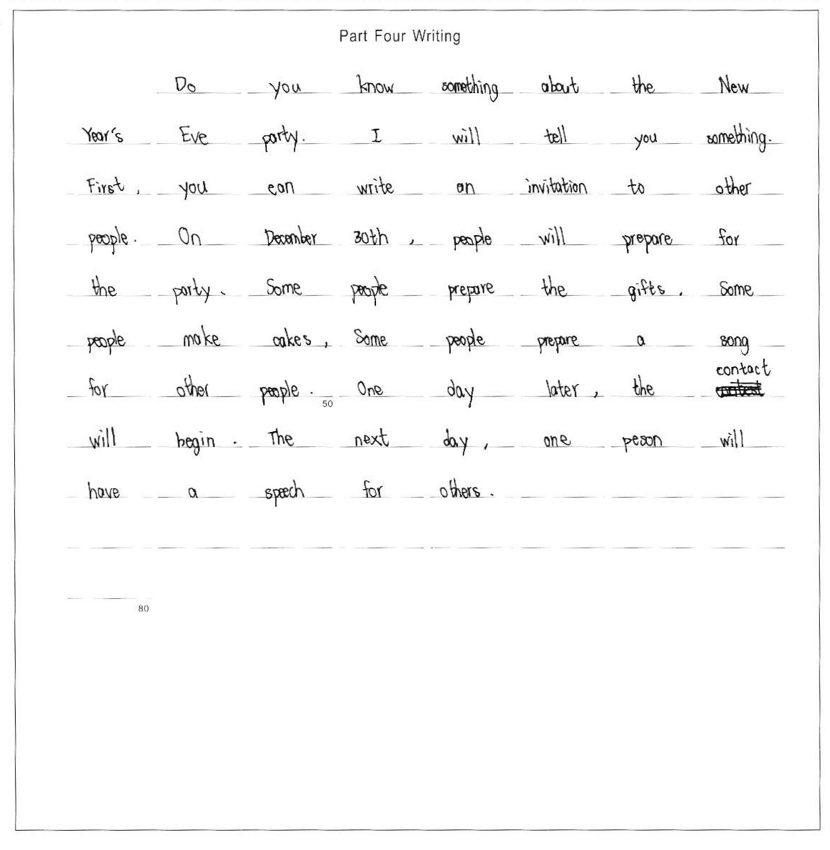 Part Four Writing
Do you know something about the New
Year's Eve party. I will tell you something.
First, you can write an invitation to other
people. On December 30th, people will prepare for
the party. Some people prepare the gifts. Some
people make cakes, Some people prepare a song
contact
for other people. One day later, the
50
will begin. The next day, one peson will
have a speech for others.
80